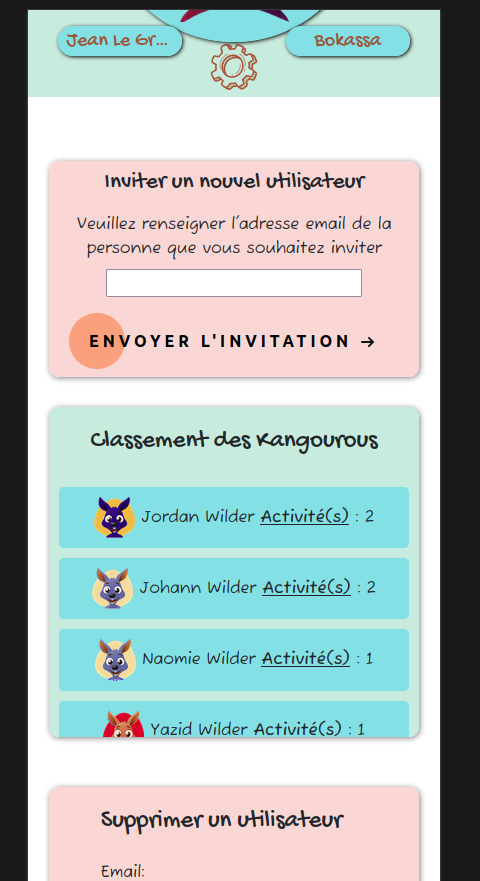 Jean Le Gr...
Bokassa
Inviter un nouvel utilisateur
Veuillez renseigner l'adresse email de la
personne que vous souhaitez inviter
ENVOYER L'INVITATION →
Classement des Kangourous
Jordan Wilder Activité(s) : 2
Johann Wilder Activité(s) : 2
Naomie Wilder Activité(s) : 1
Yazid Wilder Activité(s) : 1
Supprimer un utilisateur
Email: